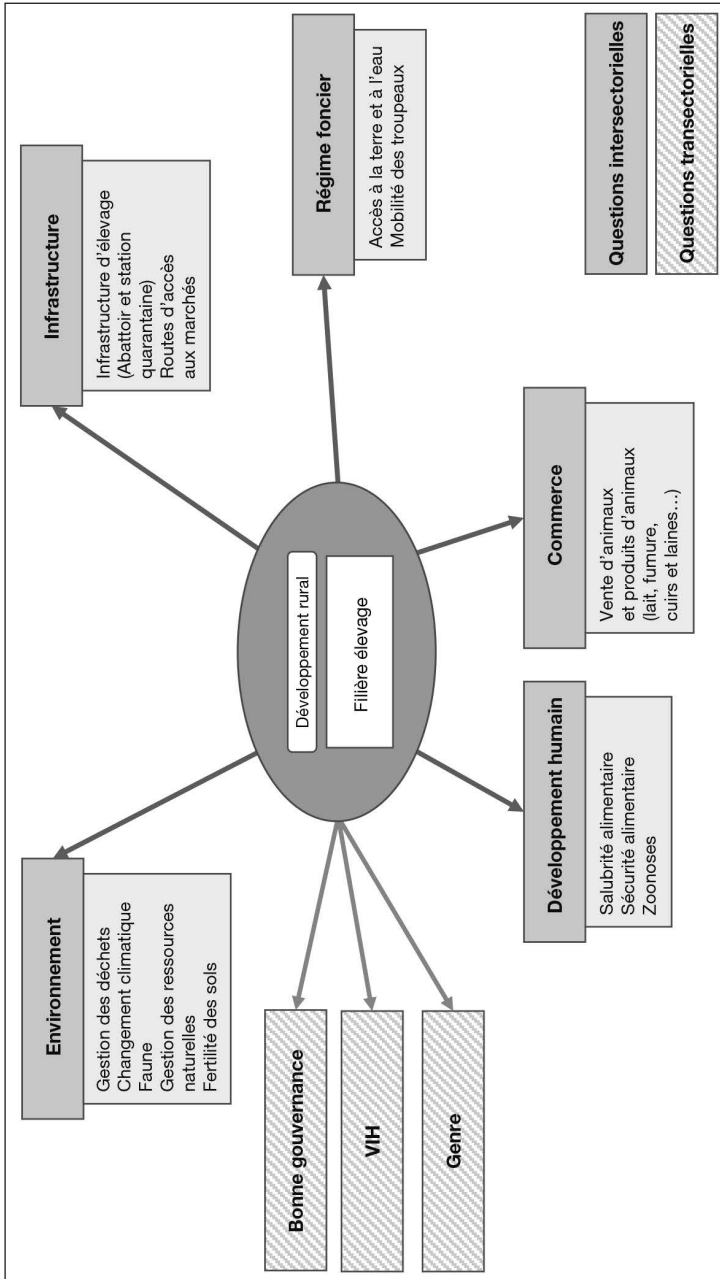 Environnement
Gestion des déchets
Changement climatique
Faune
Gestion des ressources
naturelles
Fertilité des sols
Infrastructure
Infrastructure d'élevage
(Abattoir et station
quarantaine)
Routes d'accès
aux marchés
Bonne gouvernance
VIH
Genre
Développement rural
Filière élevage
Régime foncier
Accès à la terre et à l'eau
Mobilité des troupeaux
Développement humain
Salubrité alimentaire
Sécurité alimentaire
Zoonoses
Commerce
Vente d'animaux
et produits d'animaux
(lait, fumure,
cuirs et laines…)
Questions intersectorielles
Questions transectorielles